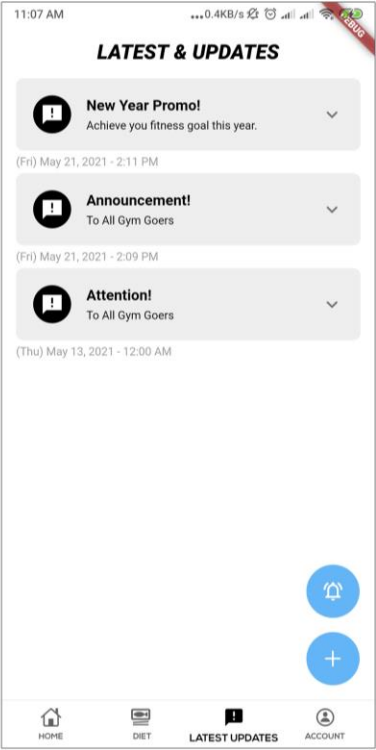 11:07 AM
...0.4KB/s
DEBUG
LATEST & UPDATES
New Year Promo!
Achieve you fitness goal this year.
(Fri) May 21, 2021 - 2:11 PM
Announcement!
To All Gym Goers
(Fri) May 21, 2021 - 2:09 PM
Attention!
To All Gym Goers
(Thu) May 13, 2021 - 12:00 AM
HOME
DIET
LATEST UPDATES
ACCOUNT